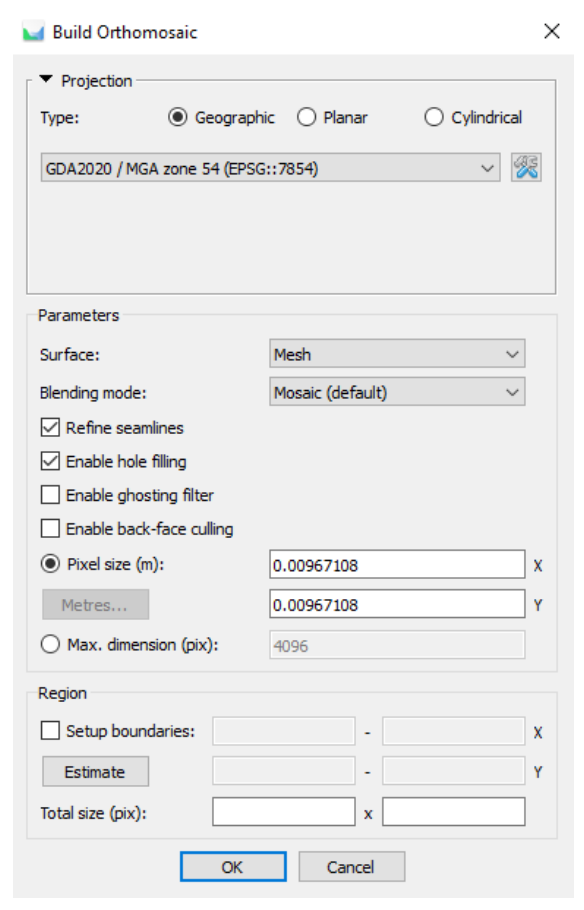 Build Orthomosaic
Projection
Type: Geographic Planar Cylindrical
GDA2020 / MGA zone 54 (EPSG::7854)
Parameters
Surface: Mesh
Blending mode: Mosaic (default)
Refine seamlines
Enable hole filling
Enable ghosting filter
Enable back-face culling
Pixel size (m): 0.00967108 X
Metres... 0.00967108 Y
Max. dimension (pix): 4096
Region
Setup boundaries: - X
Estimate - Y
Total size (pix): x
OK Cancel